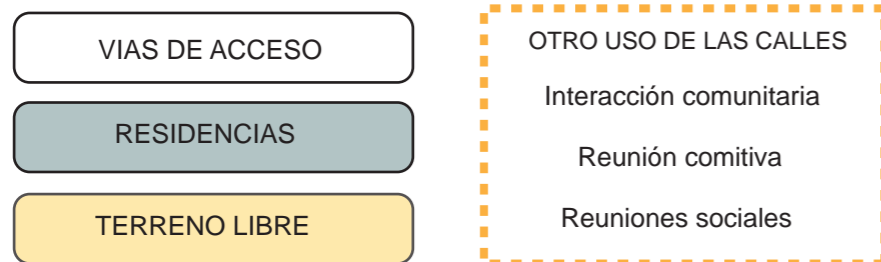 VIAS DE ACCESO
RESIDENCIAS
TERRENO LIBRE
OTRO USO DE LAS CALLES
Interacción comunitaria
Reunión comitiva
Reuniones sociales